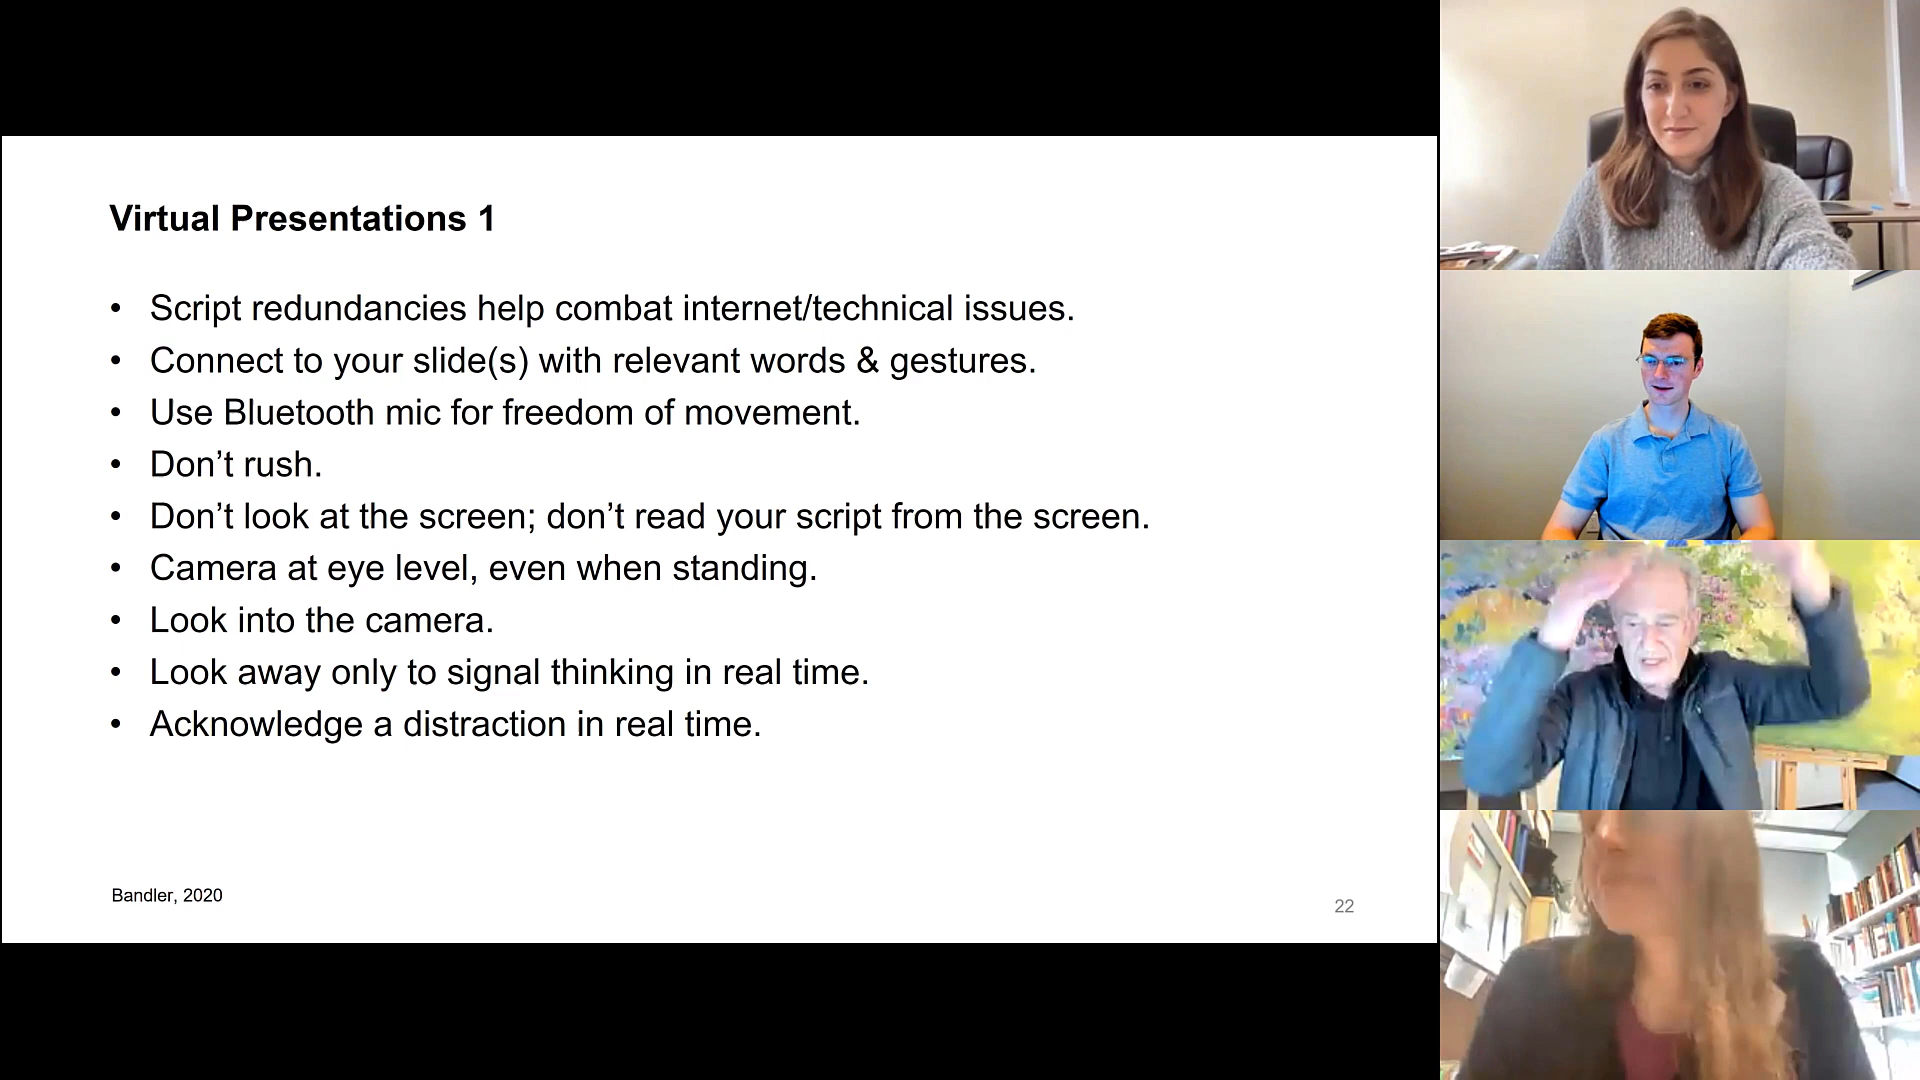 Virtual Presentations 1
• Script redundancies help combat internet/technical issues.
• Connect to your slide(s) with relevant words & gestures.
• Use Bluetooth mic for freedom of movement.
• Don’t rush.
• Don’t look at the screen; don’t read your script from the screen.
• Camera at eye level, even when standing.
• Look into the camera.
• Look away only to signal thinking in real time.
• Acknowledge a distraction in real time.
Bandler, 2020
22